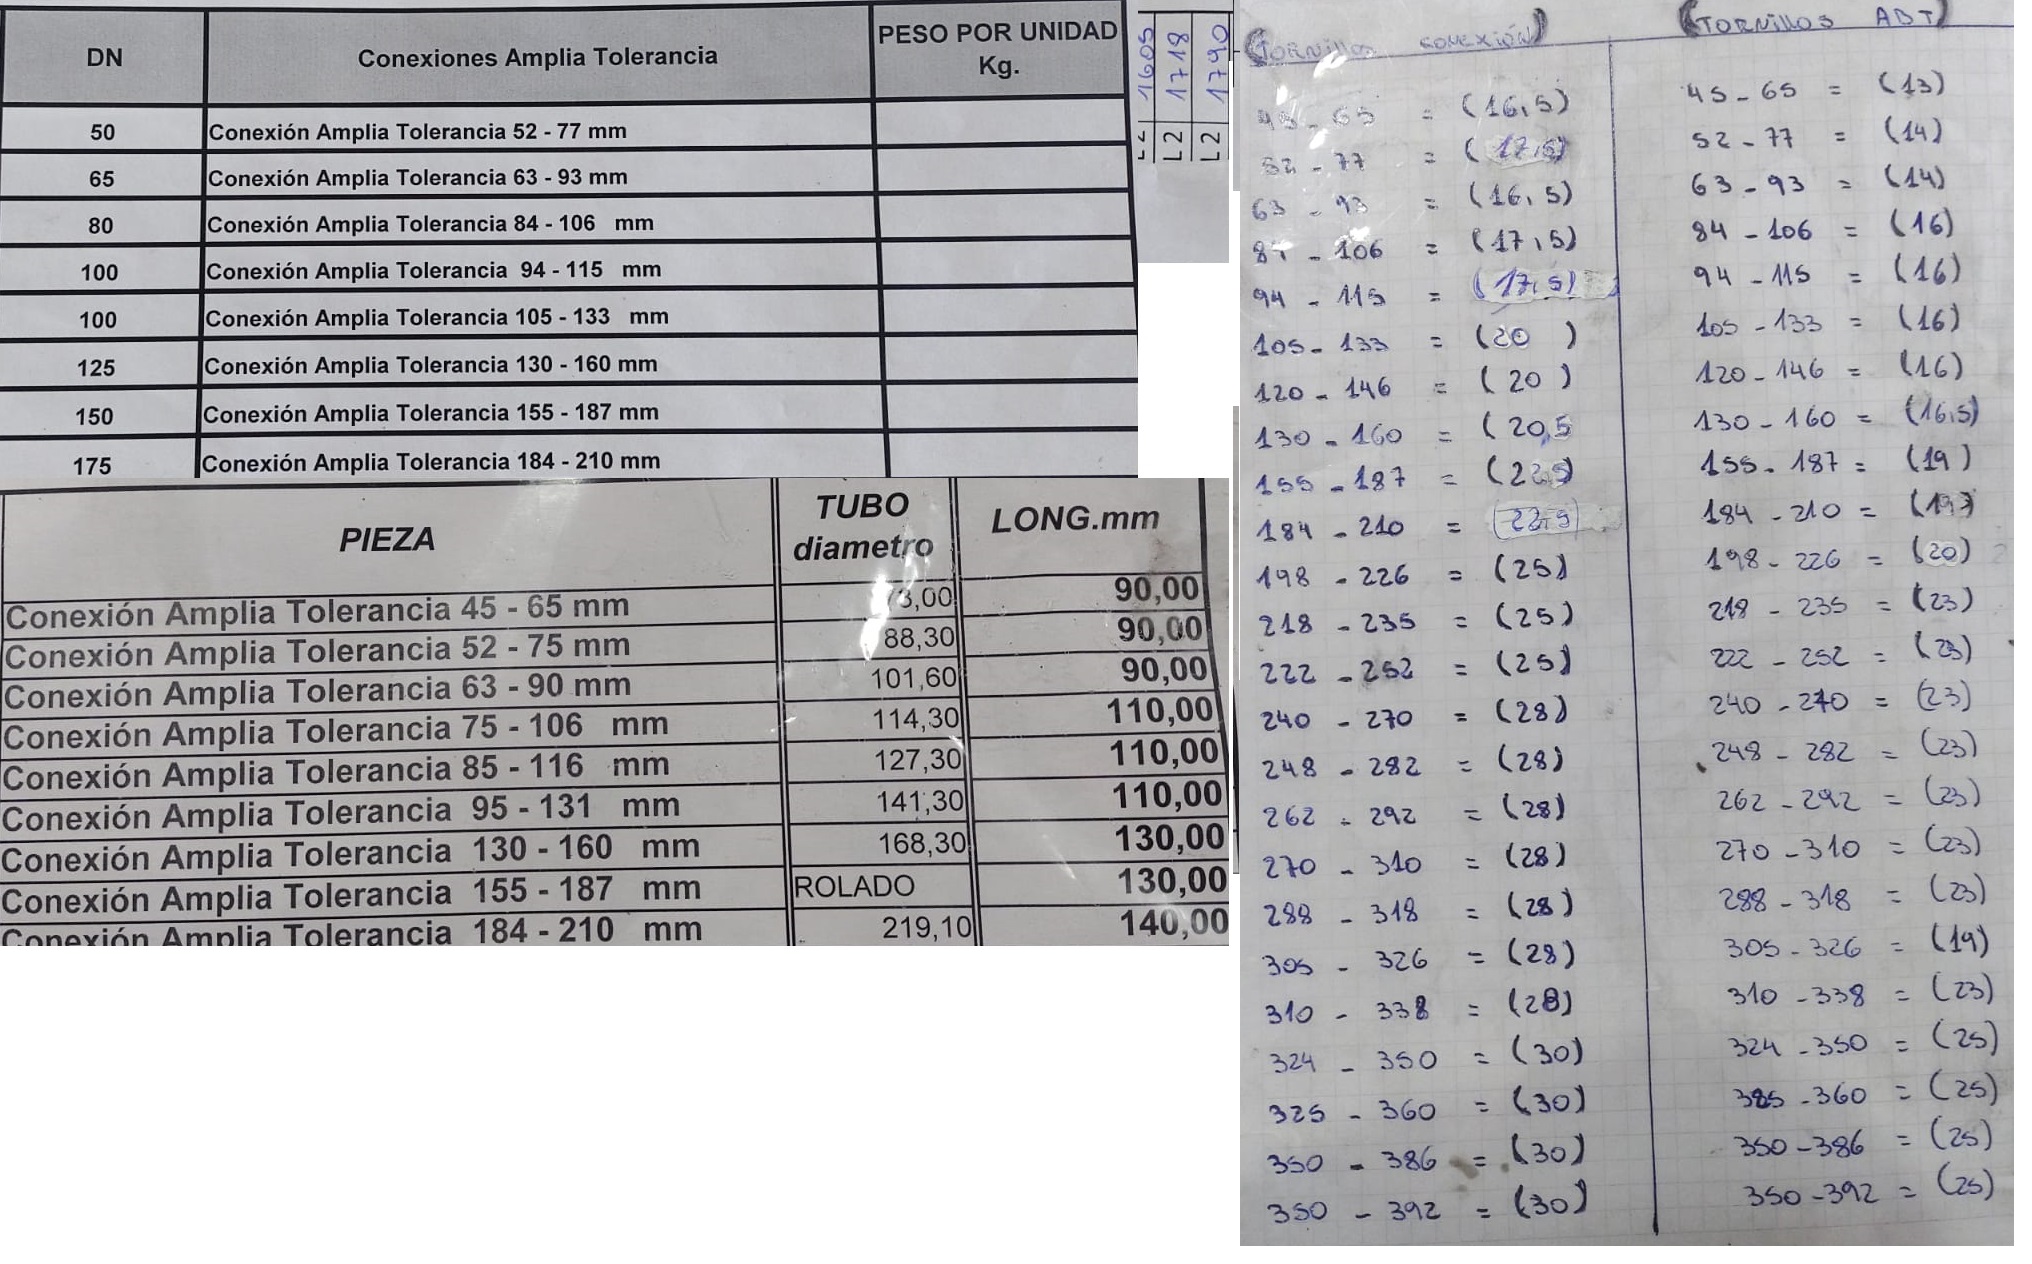 DN Conexiones Amplia Tolerancia PESO POR UNIDAD Kg.
50 Conexión Amplia Tolerancia 52 - 77 mm
65 Conexión Amplia Tolerancia 63 - 93 mm
80 Conexión Amplia Tolerancia 84 - 106 mm
100 Conexión Amplia Tolerancia 94 - 115 mm
100 Conexión Amplia Tolerancia 105 - 133 mm
125 Conexión Amplia Tolerancia 130 - 160 mm
150 Conexión Amplia Tolerancia 155 - 187 mm
175 Conexión Amplia Tolerancia 184 - 210 mm
1605
L2 1718
L2 1790
PIEZA TUBO diametro LONG.mm
Conexión Amplia Tolerancia 45 - 65 mm 73,00 90,00
Conexión Amplia Tolerancia 52 - 75 mm 88,30 90,00
Conexión Amplia Tolerancia 63 - 90 mm 101,60 90,00
Conexión Amplia Tolerancia 75 - 106 mm 114,30 110,00
Conexión Amplia Tolerancia 85 - 116 mm 127,30 110,00
Conexión Amplia Tolerancia 95 - 131 mm 141,30 110,00
Conexión Amplia Tolerancia 130 - 160 mm 168,30 130,00
Conexión Amplia Tolerancia 155 - 187 mm ROLADO 130,00
Conexión Amplia Tolerancia 184 - 210 mm 219,10 140,00
(TORNillos CONEXIÓN)
45 - 65 = (16,5)
52 - 77 = (17,5)
63 - 93 = (16,5)
84 - 106 = (17,5)
94 - 115 = (17,5)
105 - 133 = (20)
120 - 146 = (20)
130 - 160 = (20,5
155 - 187 = (22,5)
184 - 210 = (22,5)
198 - 226 = (25)
218 - 235 = (25)
222 - 252 = (25)
240 - 270 = (28)
248 - 282 = (28)
262 - 292 = (28)
270 - 310 = (28)
288 - 318 = (28)
305 - 326 = (28)
310 - 338 = (28)
324 - 350 = (30)
325 - 360 = (30)
350 - 386 = (30)
350 - 392 = (30)
(TORNillos ABT)
45 - 65 = (13)
52 - 77 = (14)
63 - 93 = (14)
84 - 106 = (16)
94 - 115 = (16)
105 - 133 = (16)
120 - 146 = (16)
130 - 160 = (16,5)
155 - 187 = (19)
184 - 210 = (19)
198 - 226 = (20)
218 - 235 = (23)
222 - 252 = (23)
240 - 270 = (23)
248 - 282 = (23)
262 - 292 = (23)
270 - 310 = (23)
288 - 318 = (23)
305 - 326 = (19)
310 - 338 = (23)
324 - 350 = (25)
325 - 360 = (25)
350 - 386 = (25)
350 - 392 = (25)